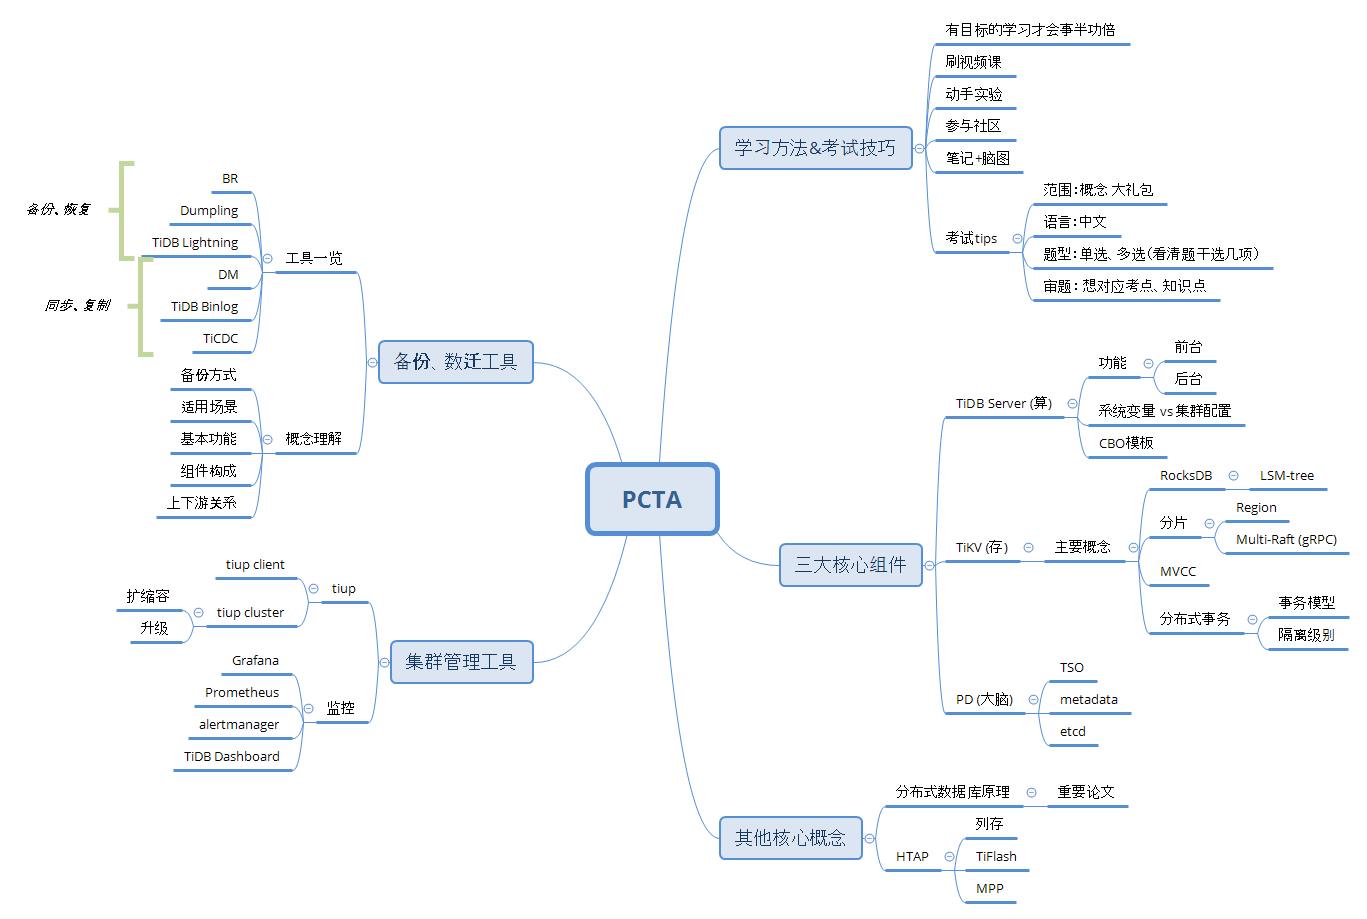 PCTA
学习方法&考试技巧
有目标的学习才会事半功倍
刷视频课
动手实验
参与社区
笔记+脑图
考试tips
范围：概念 大礼包
语言：中文
题型：单选、多选（看清题干选几项）
审题：想对应考点、知识点
三大核心组件
TiDB Server (算)
功能
前台
后台
系统变量 vs 集群配置
CBO模板
TiKV (存)
主要概念
RocksDB
LSM-tree
分片
Region
Multi-Raft (gRPC)
MVCC
分布式事务
事务模型
隔离级别
PD (大脑)
TSO
metadata
etcd
其他核心概念
分布式数据库原理
重要论文
HTAP
列存
TiFlash
MPP
备份、数迁工具
工具一览
BR
Dumpling
TiDB Lightning
DM
TiDB Binlog
TiCDC
备份、恢复
同步、复制
概念理解
备份方式
适用场景
基本功能
组件构成
上下游关系
集群管理工具
tiup
tiup client
tiup cluster
扩缩容
升级
监控
Grafana
Prometheus
alertmanager
TiDB Dashboard